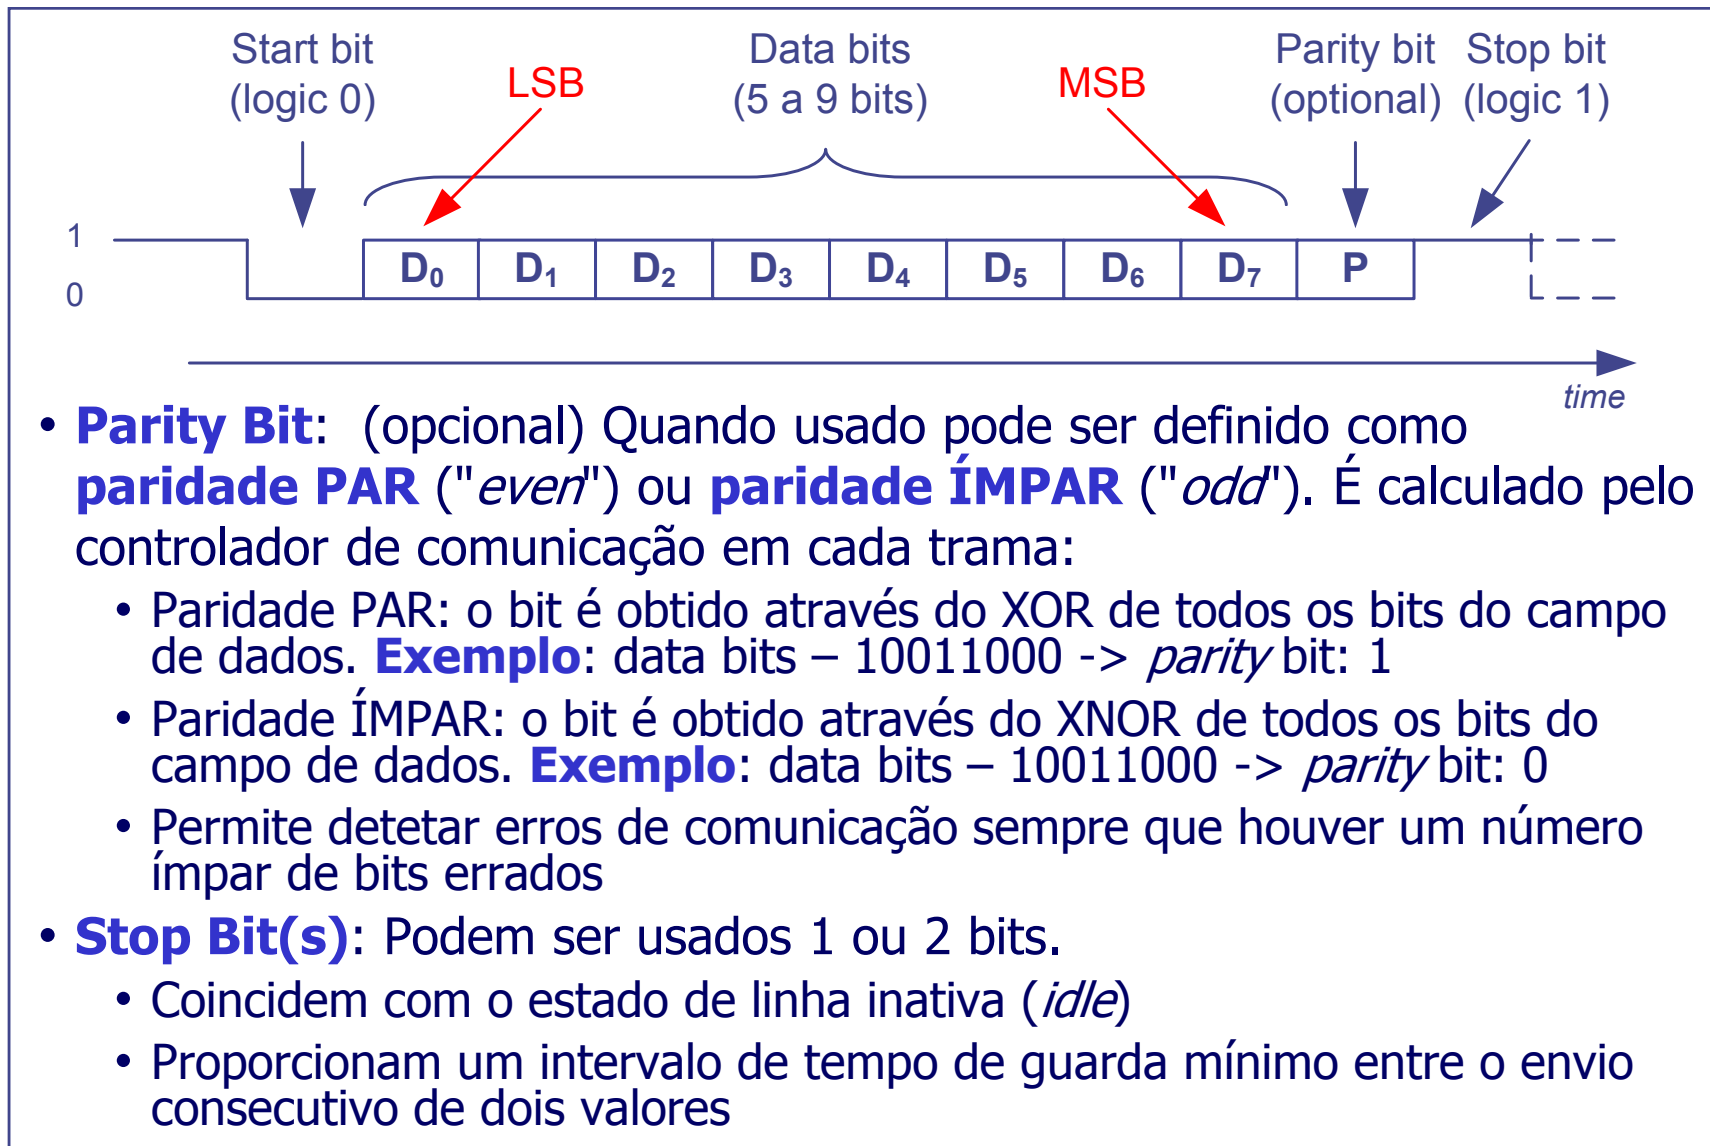 Start bit
(logic 0)
LSB
Data bits
(5 a 9 bits)
MSB
Parity bit
(optional)
Stop bit
(logic 1)
1
0
D0 D1 D2 D3 D4 D5 D6 D7 P
time
• Parity Bit: (opcional) Quando usado pode ser definido como
paridade PAR ("even") ou paridade ÍMPAR ("odd"). É calculado pelo
controlador de comunicação em cada trama:
• Paridade PAR: o bit é obtido através do XOR de todos os bits do campo
de dados. Exemplo: data bits – 10011000 -> parity bit: 1
• Paridade ÍMPAR: o bit é obtido através do XNOR de todos os bits do
campo de dados. Exemplo: data bits – 10011000 -> parity bit: 0
• Permite detetar erros de comunicação sempre que houver um número
ímpar de bits errados
• Stop Bit(s): Podem ser usados 1 ou 2 bits.
• Coincidem com o estado de linha inativa (idle)
• Proporcionam um intervalo de tempo de guarda mínimo entre o envio
consecutivo de dois valores